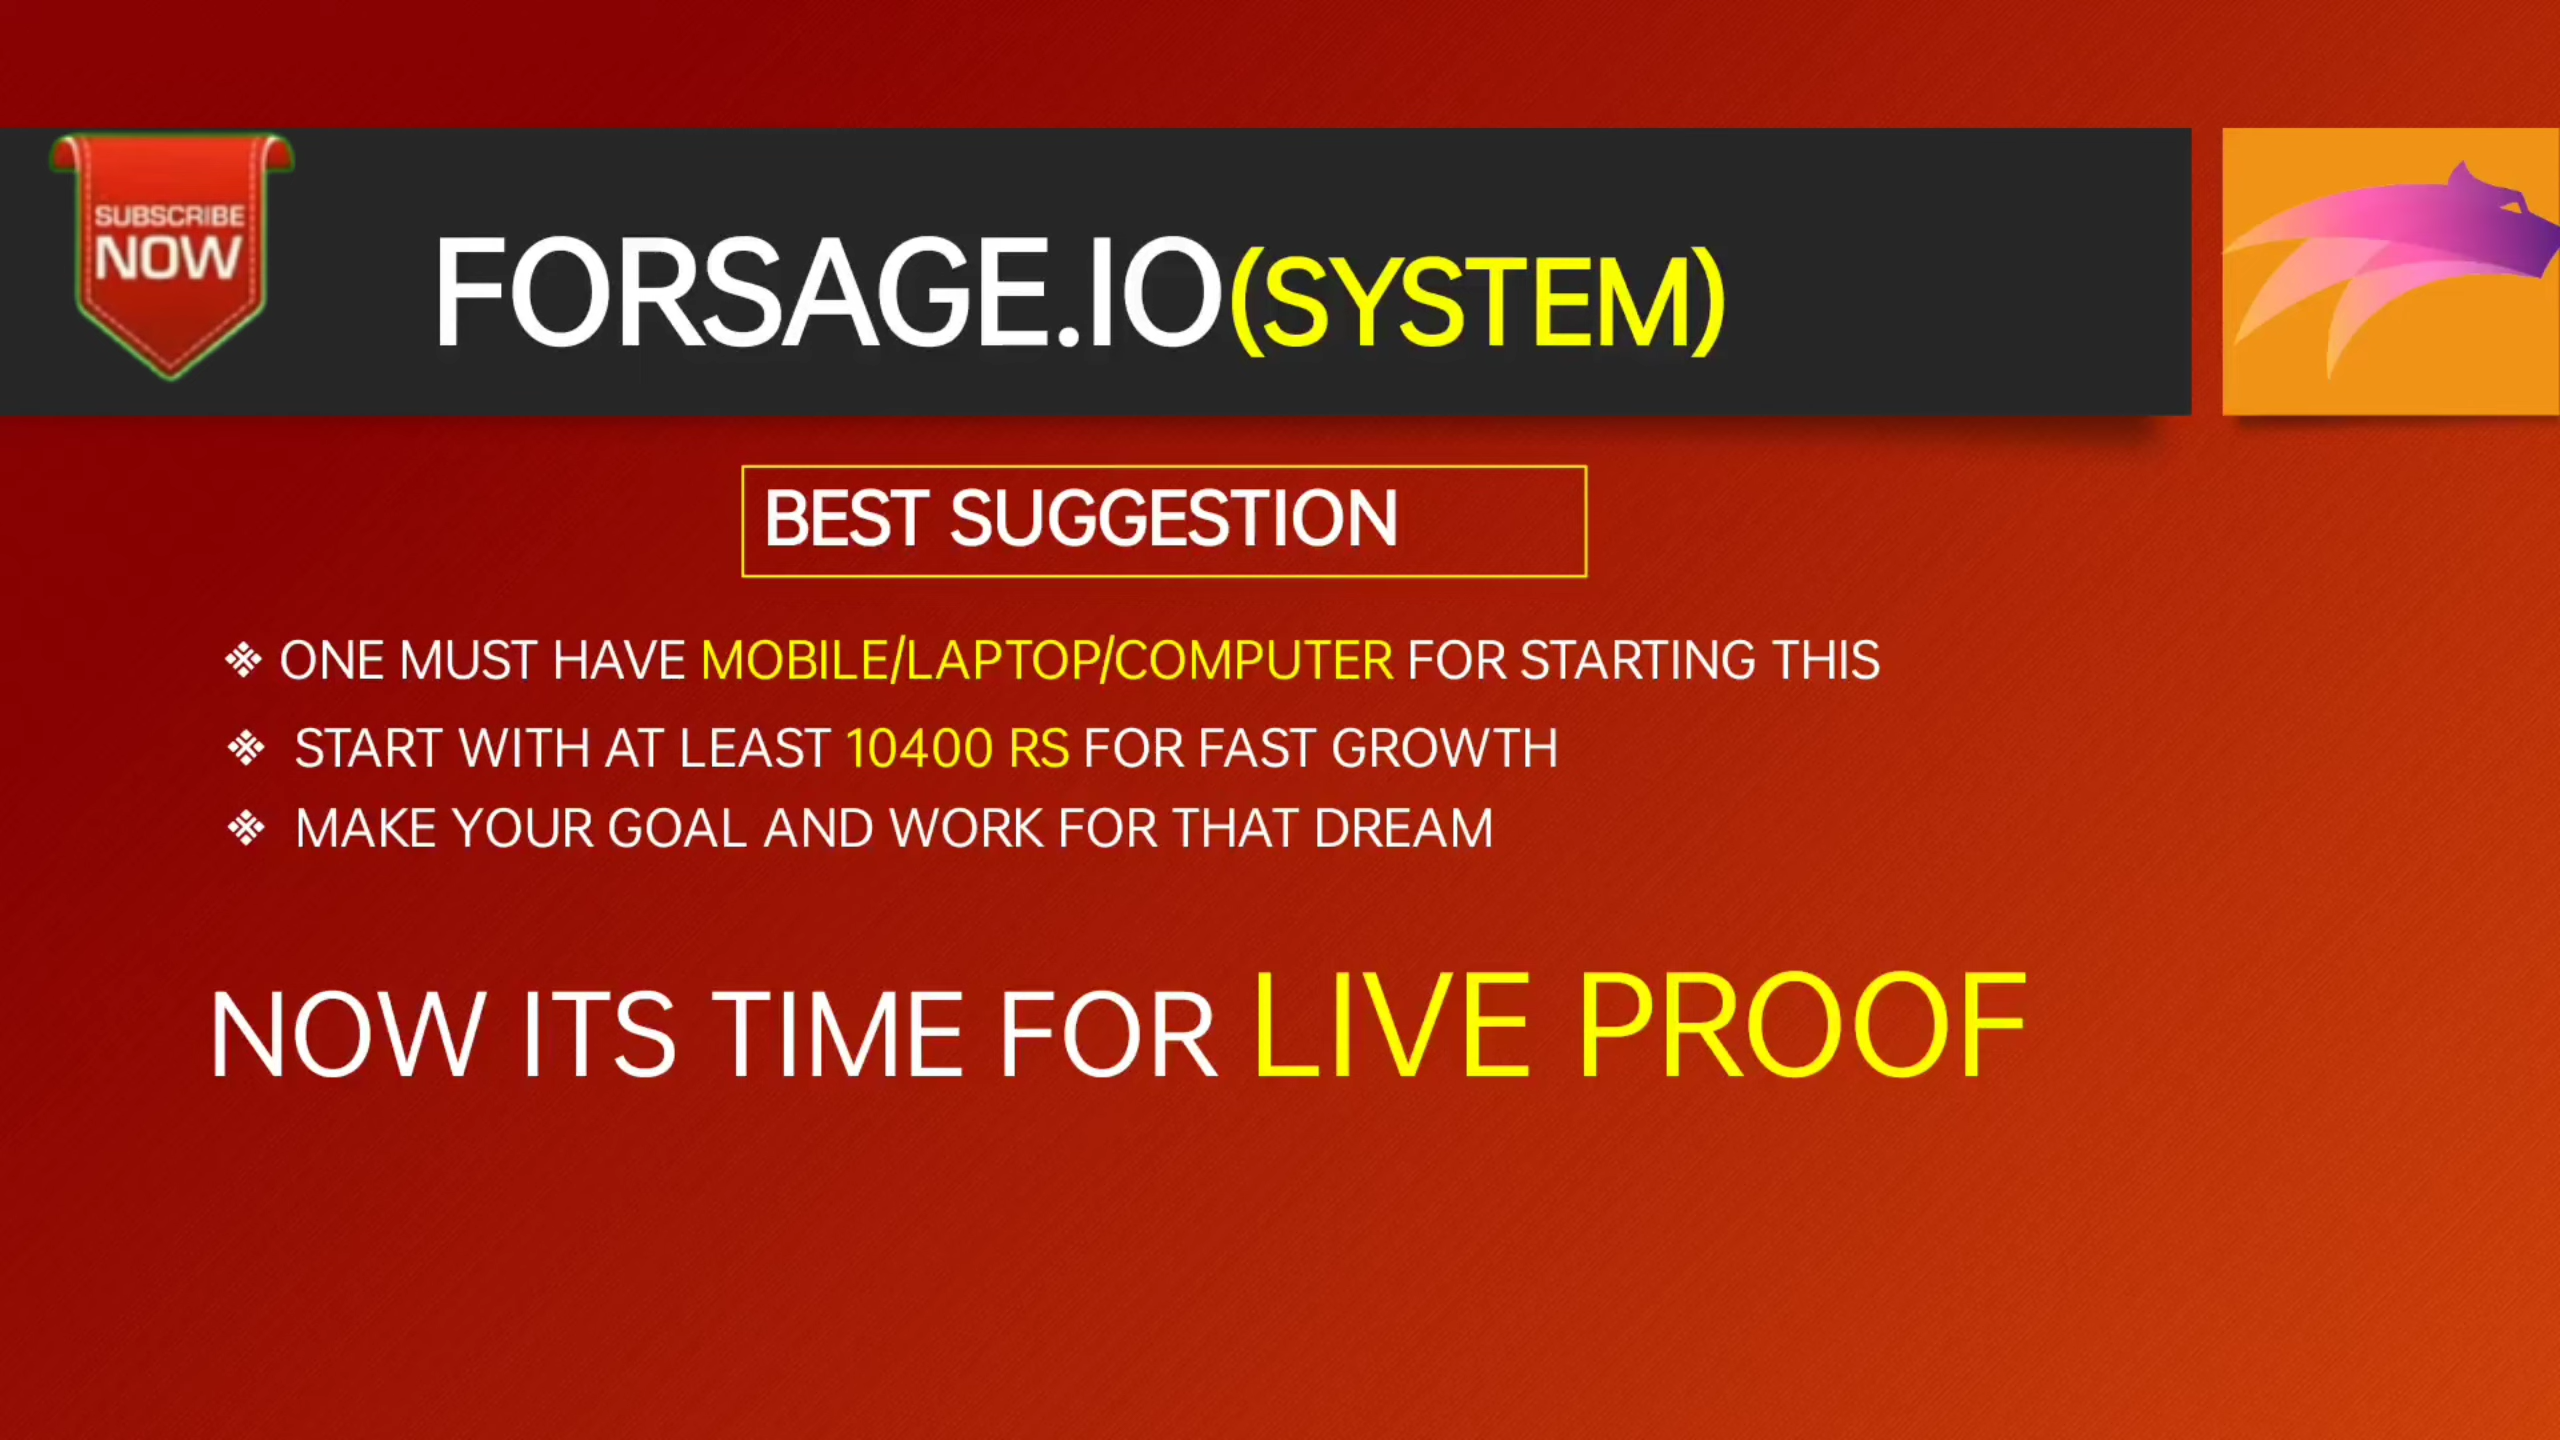 SUBSCRIBE
NOW
FORSAGE.IO(SYSTEM)
BEST SUGGESTION
❖ ONE MUST HAVE MOBILE/LAPTOP/COMPUTER FOR STARTING THIS
❖ START WITH AT LEAST 10400 RS FOR FAST GROWTH
❖ MAKE YOUR GOAL AND WORK FOR THAT DREAM
NOW ITS TIME FOR LIVE PROOF